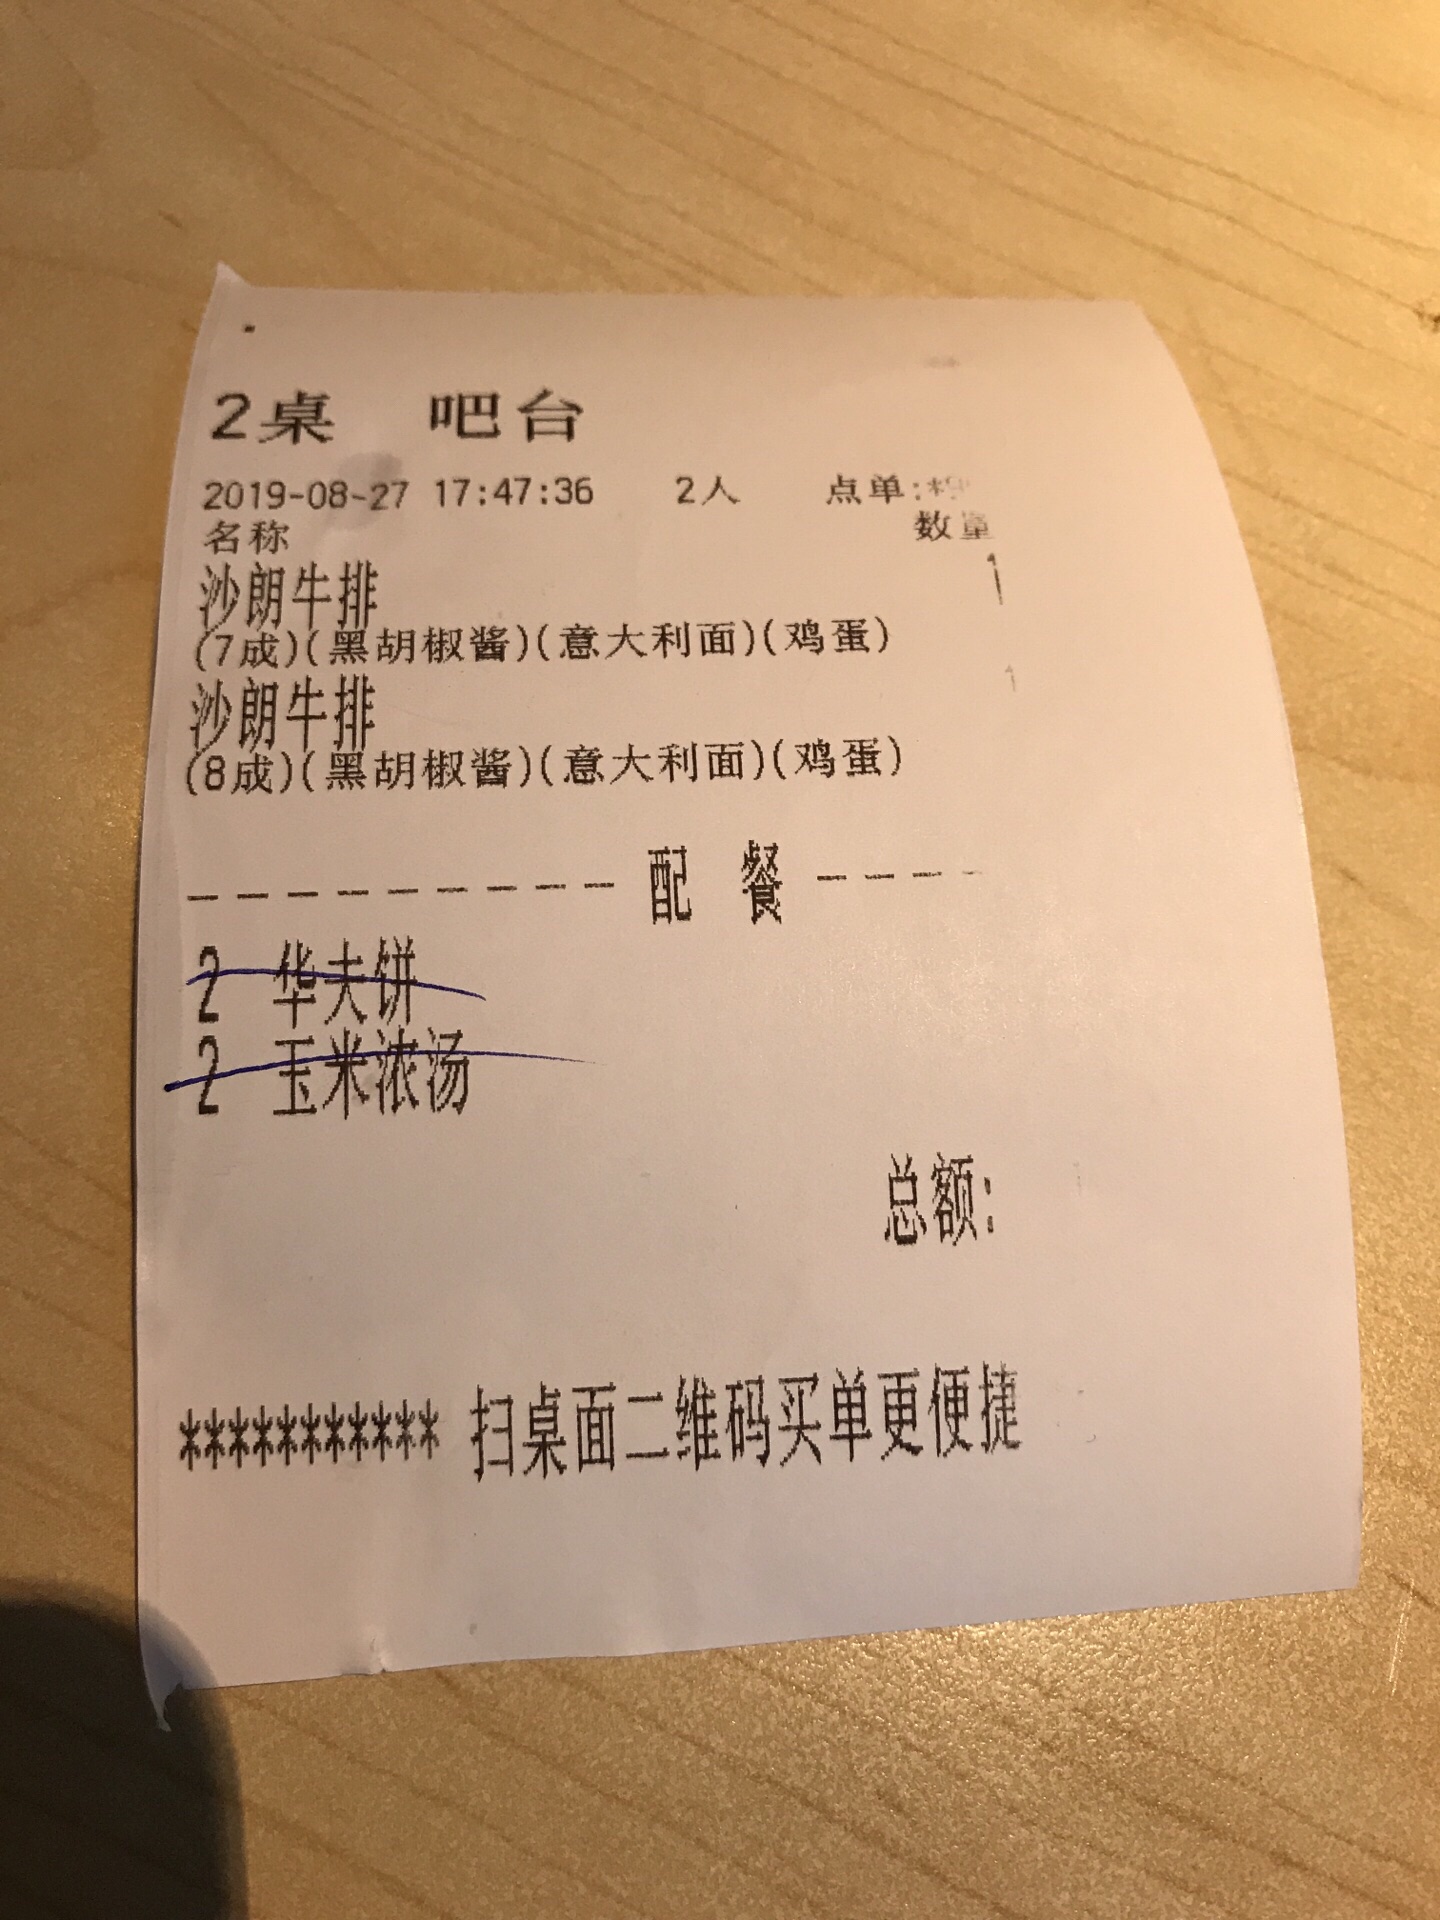 2桌 吧台
2019-08-27 17:47:36 2人 点单:
名称 数量
沙朗牛排 1
(7成)(黑胡椒酱)(意大利面)(鸡蛋)
沙朗牛排 1
(8成)(黑胡椒酱)(意大利面)(鸡蛋)
--------- 配 餐 ----
2 华夫饼
2 玉米浓汤
总额:
*********** 扫桌面二维码买单更便捷